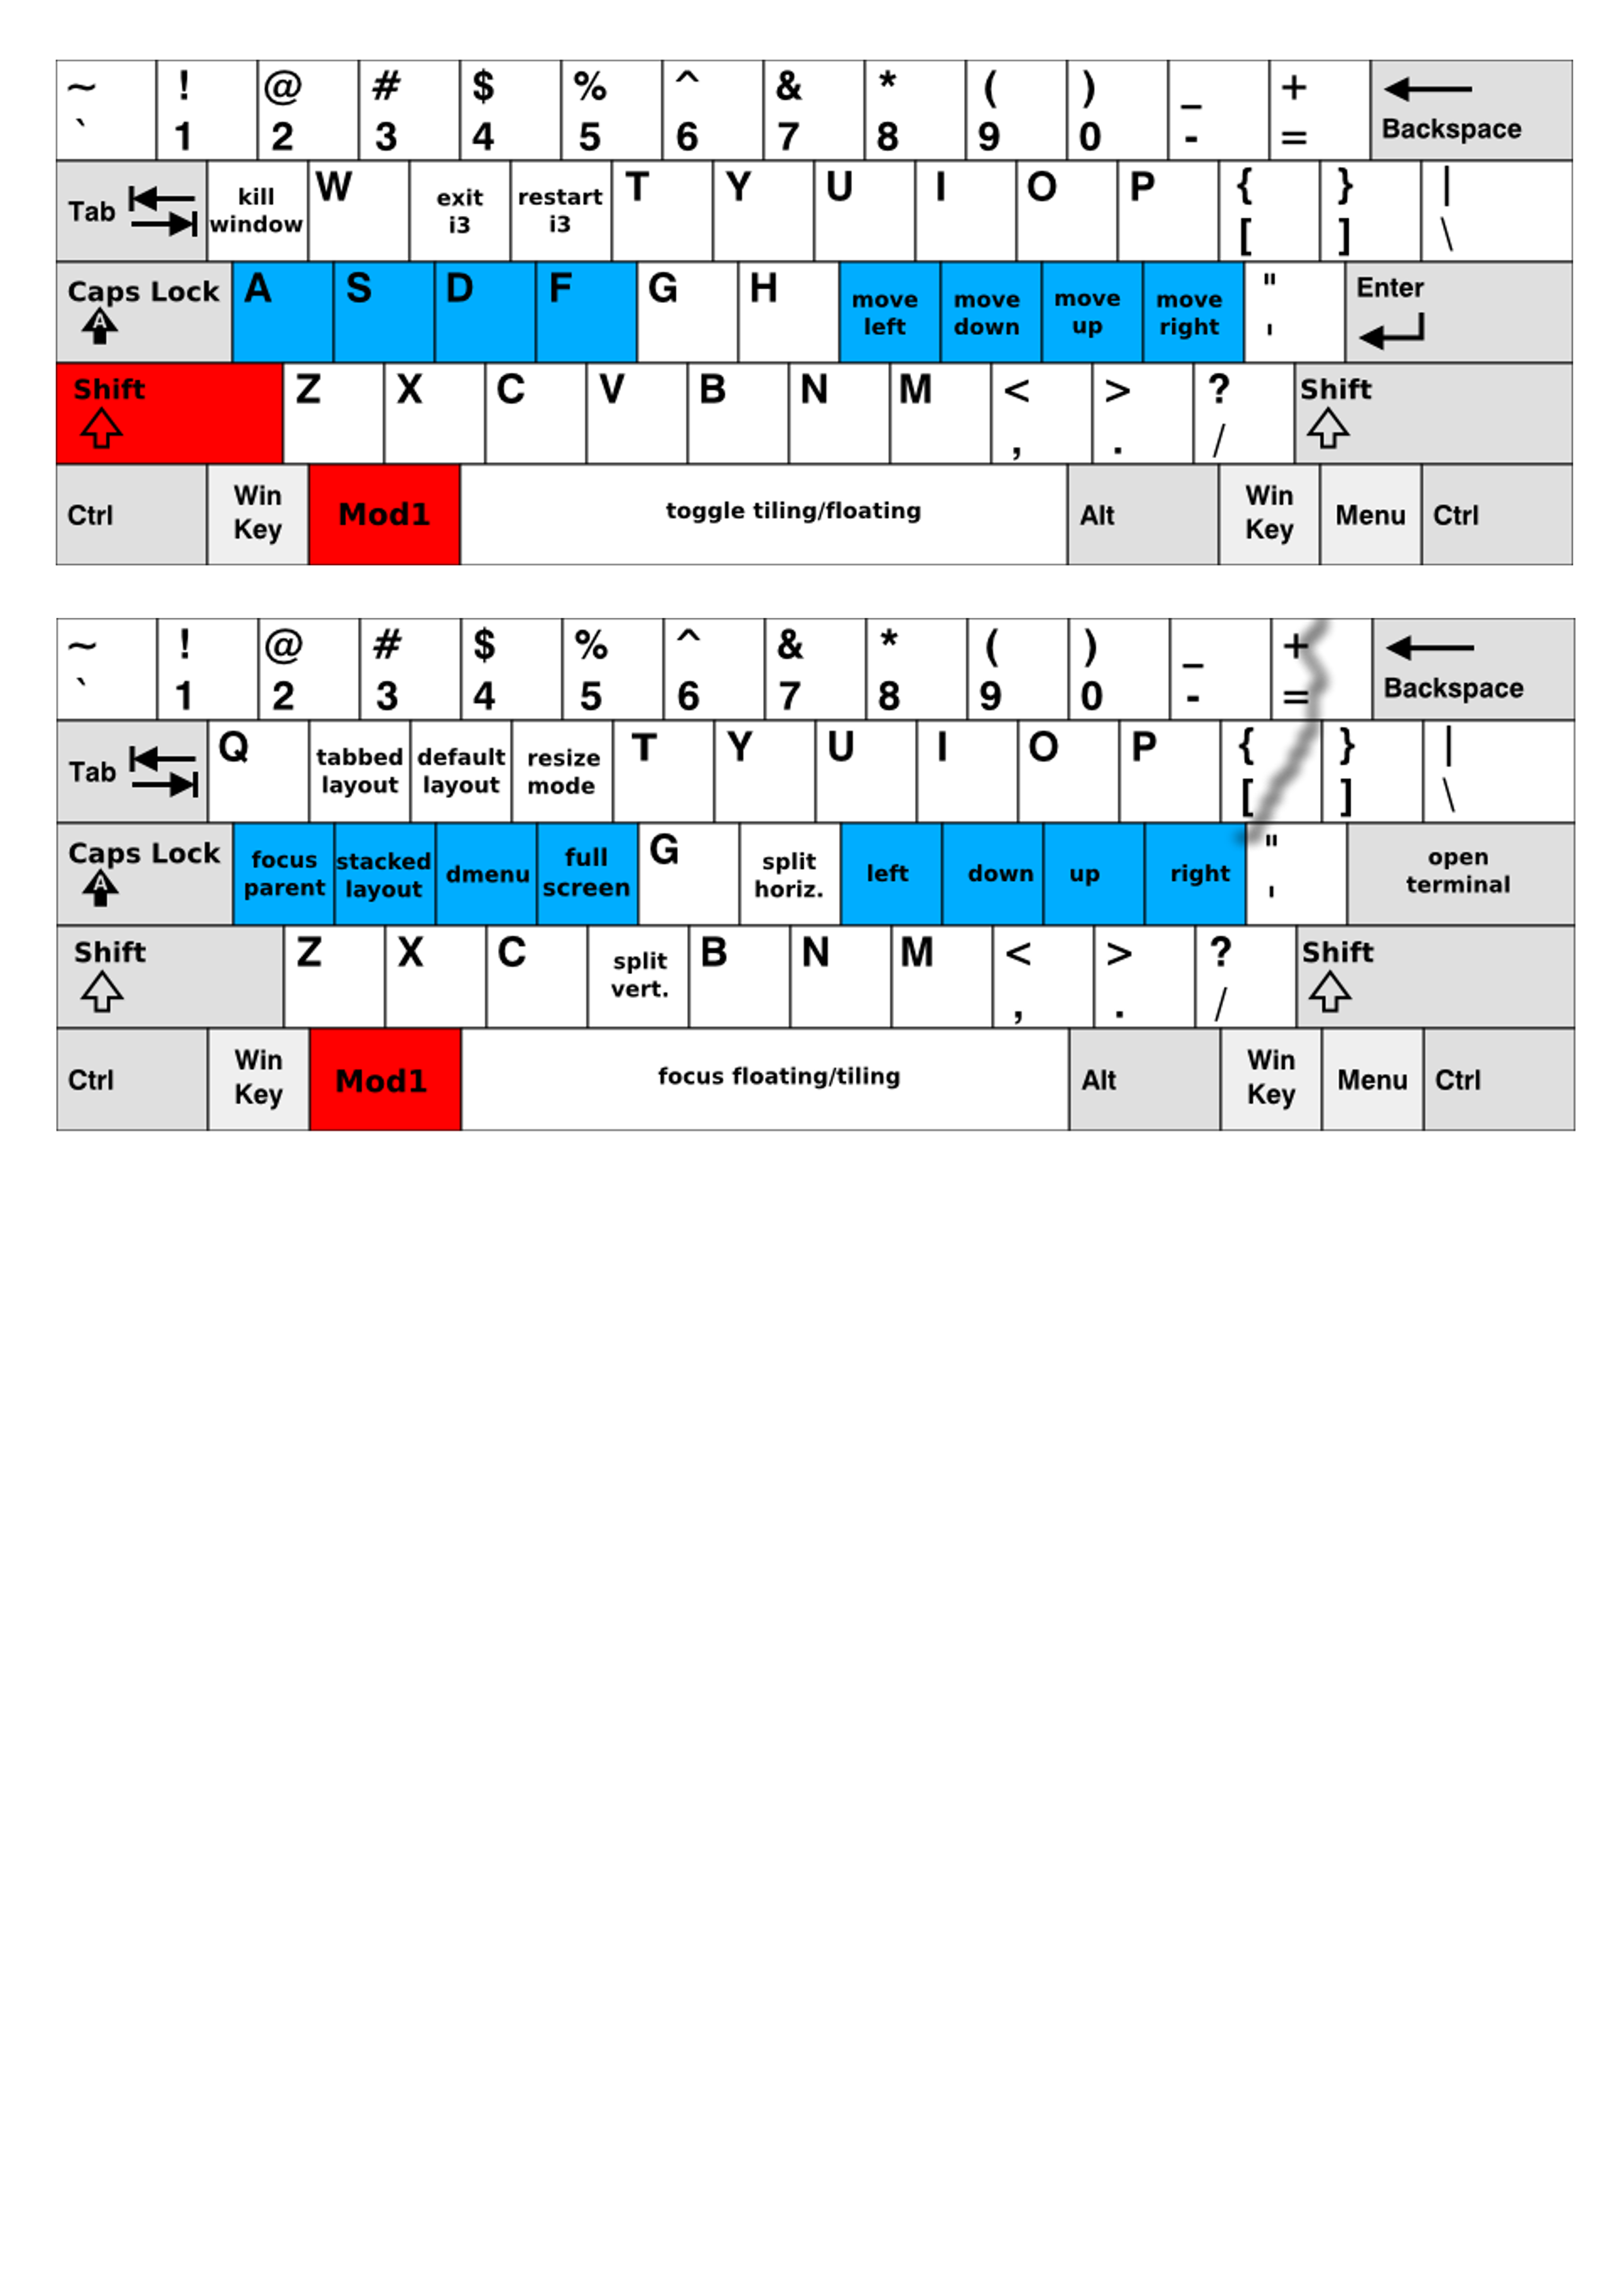 ~ ! @ # $ % ^ & * ( ) _ +
` 1 2 3 4 5 6 7 8 9 0 - = Backspace
Tab kill window W exit i3 restart i3 T Y U I O P { [ } ] | \
Caps Lock A A S D F G H move left move down move up move right " ' Enter
Shift Z X C V B N M < , > . ? / Shift
Ctrl Win Key Mod1 toggle tiling/floating Alt Win Key Menu Ctrl
~ ! @ # $ % ^ & * ( ) _ +
` 1 2 3 4 5 6 7 8 9 0 - = Backspace
Tab Q tabbed layout default layout resize mode T Y U I O P { [ } ] | \
Caps Lock A focus parent stacked layout dmenu full screen G split horiz. left down up right " ' open terminal
Shift Z X C split vert. B N M < , > . ? / Shift
Ctrl Win Key Mod1 focus floating/tiling Alt Win Key Menu Ctrl